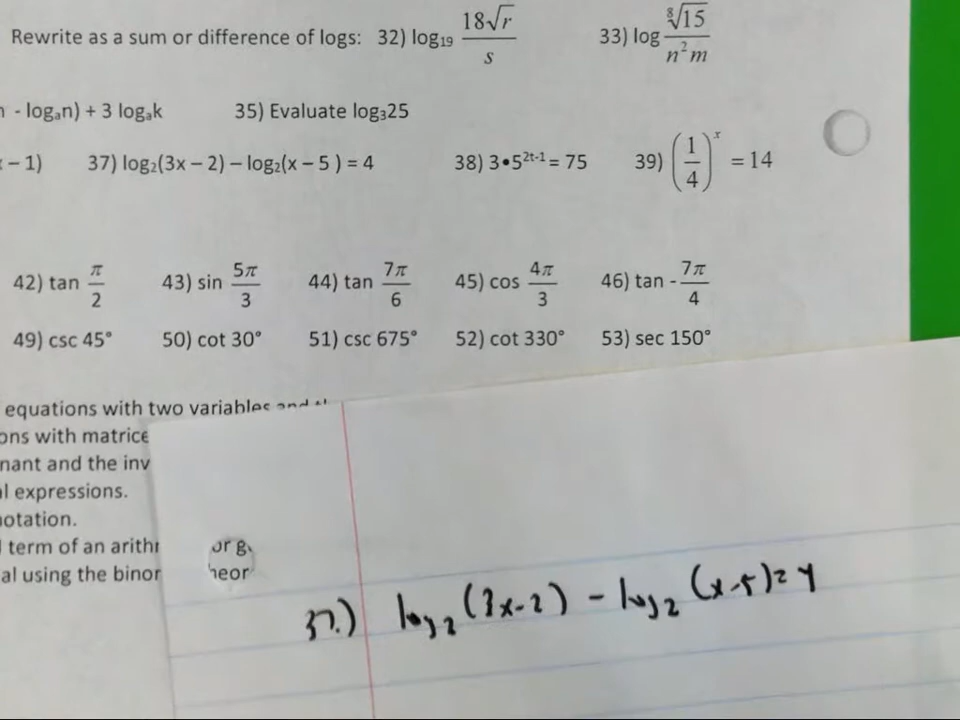 Rewrite as a sum or difference of logs: 32) log₁₉ 18√r / s 33) log ⁸√15 / n²m
- logₐn) + 3 logₐk 35) Evaluate log₃25
– 1) 37) log₂(3x – 2) – log₂(x – 5 ) = 4 38) 3•5²ᵗ⁻¹ = 75 39) (1/4)ˣ = 14
42) tan π/2 43) sin 5π/3 44) tan 7π/6 45) cos 4π/3 46) tan - 7π/4
49) csc 45° 50) cot 30° 51) csc 675° 52) cot 330° 53) sec 150°
equations with two variables
ons with matrice
nant and the inv
l expressions.
otation.
term of an arith or g
al using the binor heor
37.) log₂ (3x-2) - log₂ (x-5) = 4